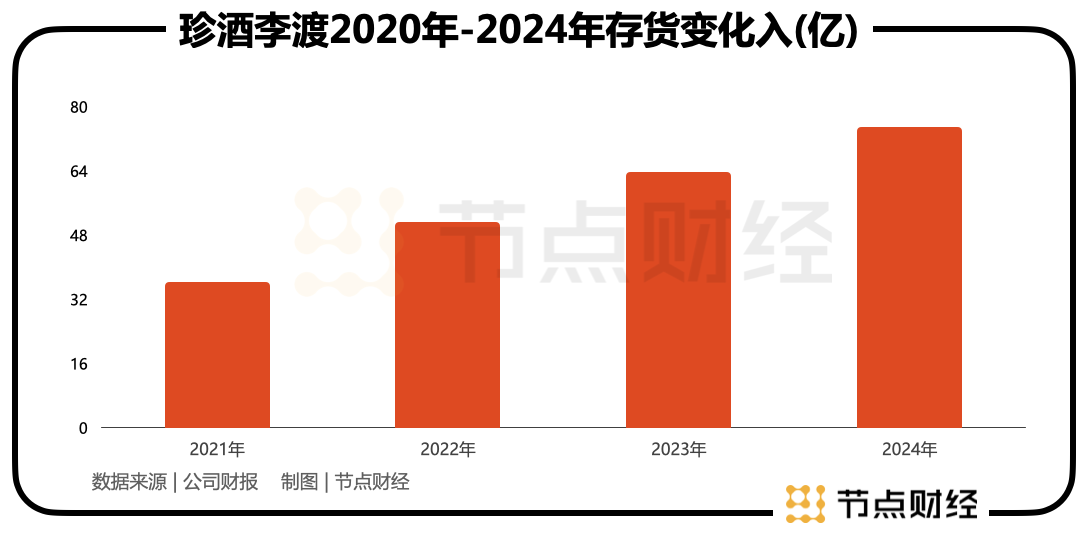 珍酒李渡2020年-2024年存货变化入(亿)
80
64
48
32
16
0
节点财经
2021年
2022年
2023年
2024年
数据来源 | 公司财报 制图 | 节点财经
节点财经